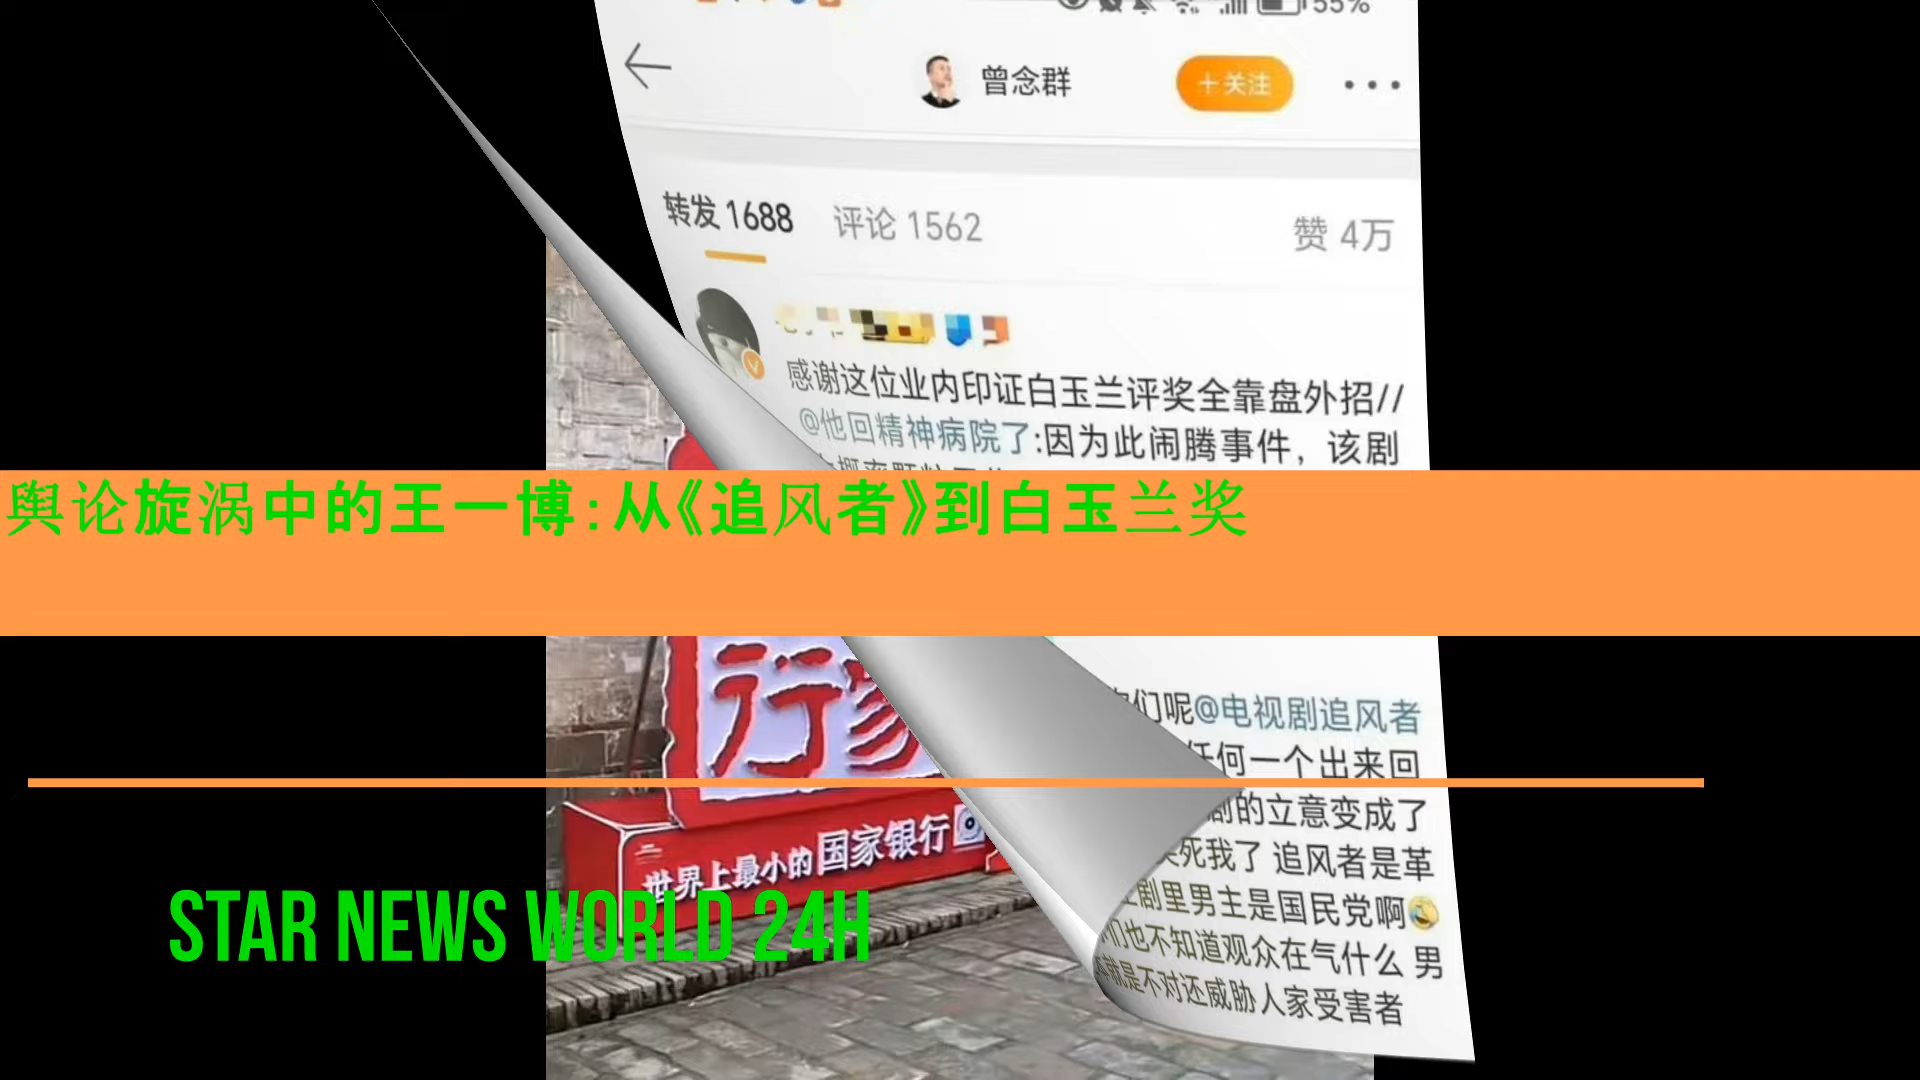 55%
曾念群
+关注
转发 1688 评论 1562 赞 4万
感谢这位业内印证白玉兰评奖全靠盘外招//
@他回精神病院了:因为此闹腾事件，该剧
舆论旋涡中的王一博:从《追风者》到白玉兰奖
们呢@电视剧追风者
任何一个出来回
剧的立意变成了
死我了 追风者是革
剧里男主是国民党啊
们也不知道观众在气什么 男
就是不对还威胁人家受害者
行家
世界上最小的国家银行
STAR NEWS WORLD 24H